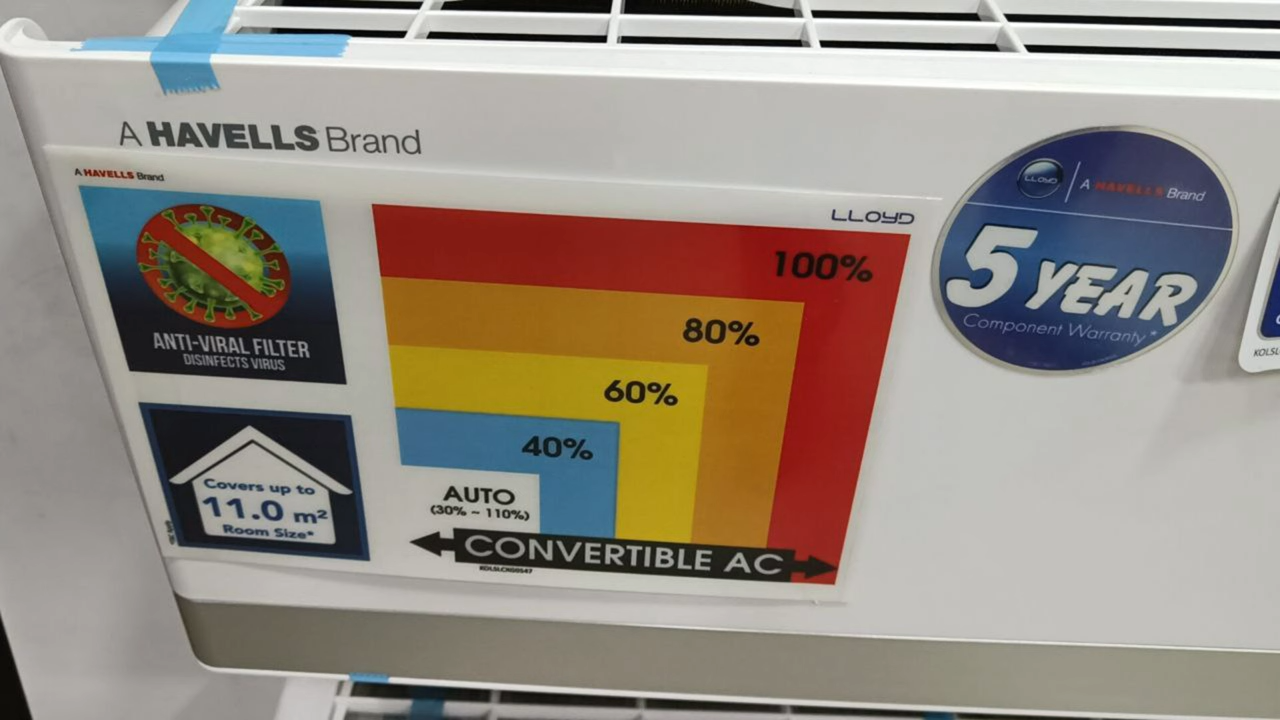 A HAVELLS Brand
A HAVELLS Brand
ANTI-VIRAL FILTER
DISINFECTS VIRUS
Covers up to
11.0 m²
Room Size*
LLOYD
100%
80%
60%
40%
AUTO
(30% ~ 110%)
CONVERTIBLE AC
LLOYD
A HAVELLS Brand
5 YEAR
Component Warranty*